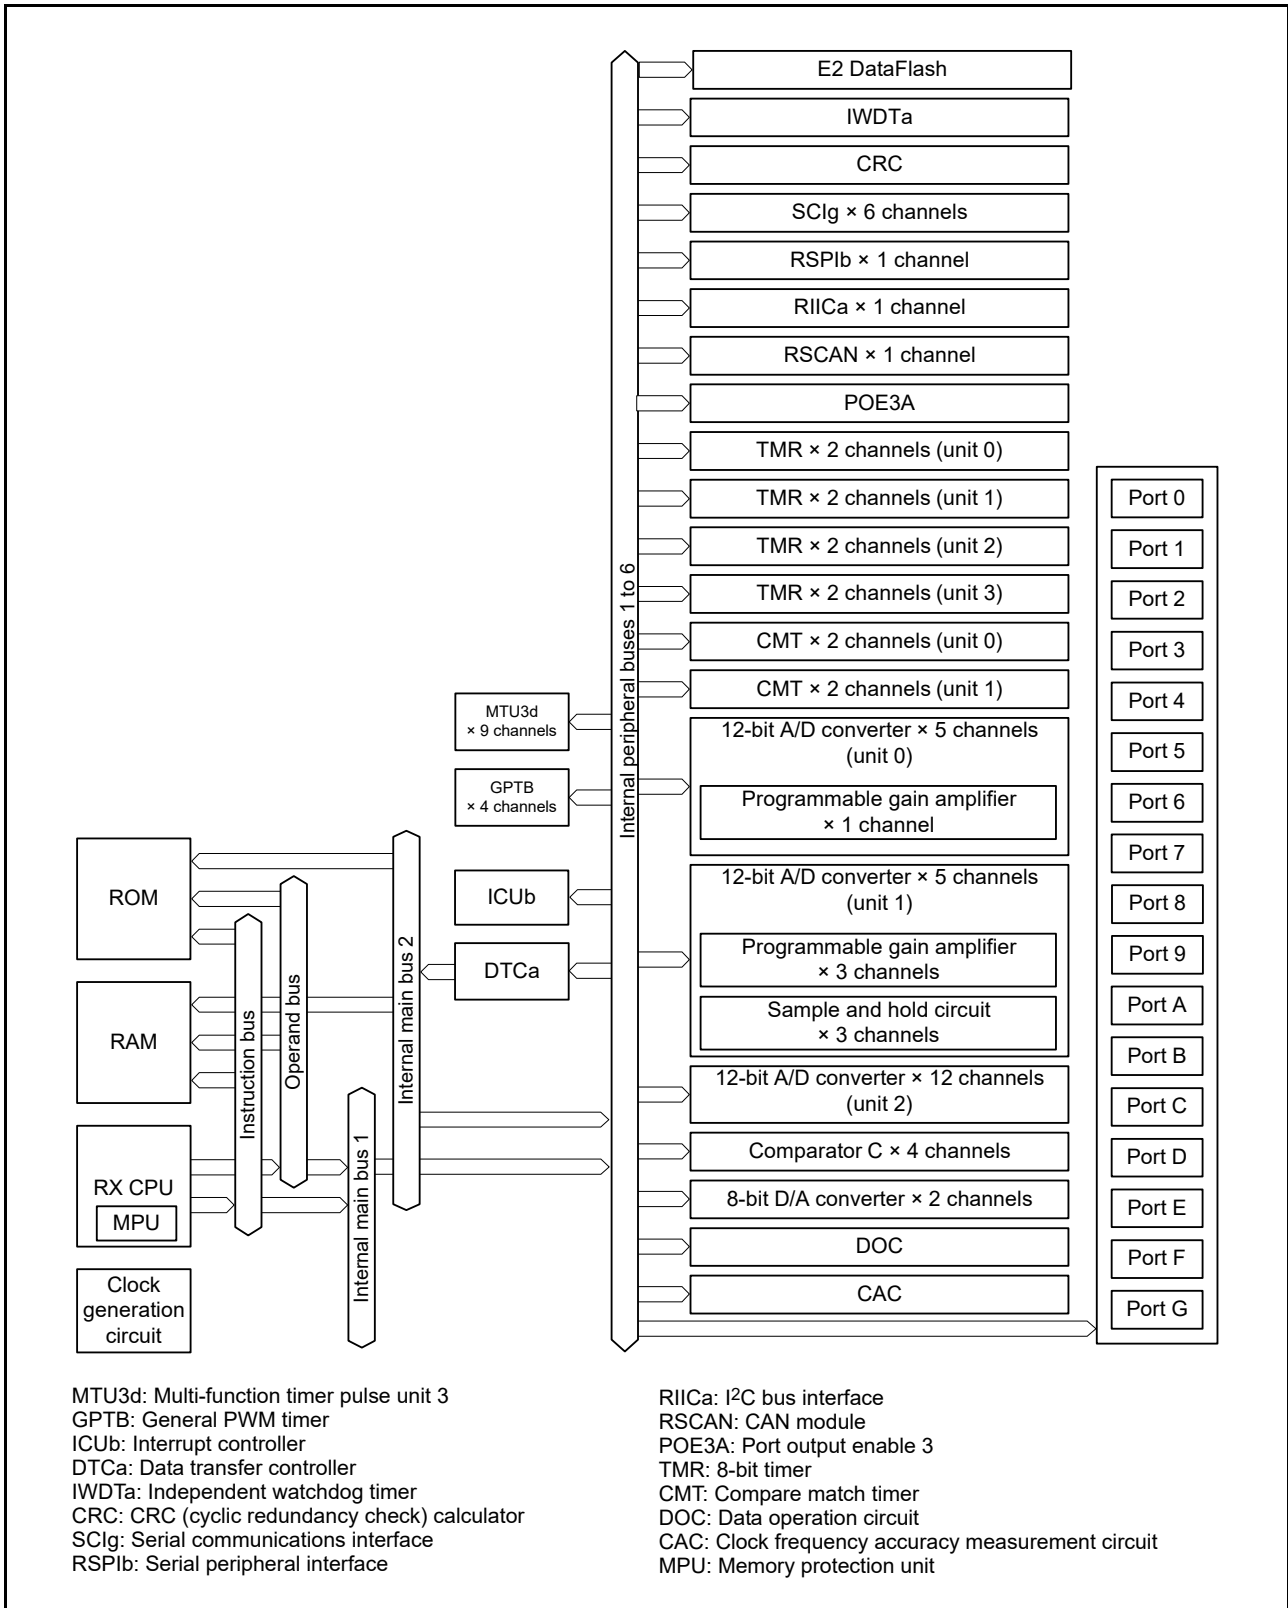 E2 DataFlash
IWDTa
CRC
SCIg × 6 channels
RSPIb × 1 channel
RIICa × 1 channel
RSCAN × 1 channel
POE3A
TMR × 2 channels (unit 0)
TMR × 2 channels (unit 1)
TMR × 2 channels (unit 2)
TMR × 2 channels (unit 3)
CMT × 2 channels (unit 0)
CMT × 2 channels (unit 1)
12-bit A/D converter × 5 channels
(unit 0)
Programmable gain amplifier
× 1 channel
12-bit A/D converter × 5 channels
(unit 1)
Programmable gain amplifier
× 3 channels
Sample and hold circuit
× 3 channels
12-bit A/D converter × 12 channels
(unit 2)
Comparator C × 4 channels
8-bit D/A converter × 2 channels
DOC
CAC
Port 0
Port 1
Port 2
Port 3
Port 4
Port 5
Port 6
Port 7
Port 8
Port 9
Port A
Port B
Port C
Port D
Port E
Port F
Port G
Internal peripheral buses 1 to 6
MTU3d
× 9 channels
GPTB
× 4 channels
ICUb
DTCa
Internal main bus 2
Internal main bus 1
Operand bus
Instruction bus
ROM
RAM
RX CPU
MPU
Clock
generation
circuit
MTU3d: Multi-function timer pulse unit 3
GPTB: General PWM timer
ICUb: Interrupt controller
DTCa: Data transfer controller
IWDTa: Independent watchdog timer
CRC: CRC (cyclic redundancy check) calculator
SCIg: Serial communications interface
RSPIb: Serial peripheral interface
RIICa: I²C bus interface
RSCAN: CAN module
POE3A: Port output enable 3
TMR: 8-bit timer
CMT: Compare match timer
DOC: Data operation circuit
CAC: Clock frequency accuracy measurement circuit
MPU: Memory protection unit